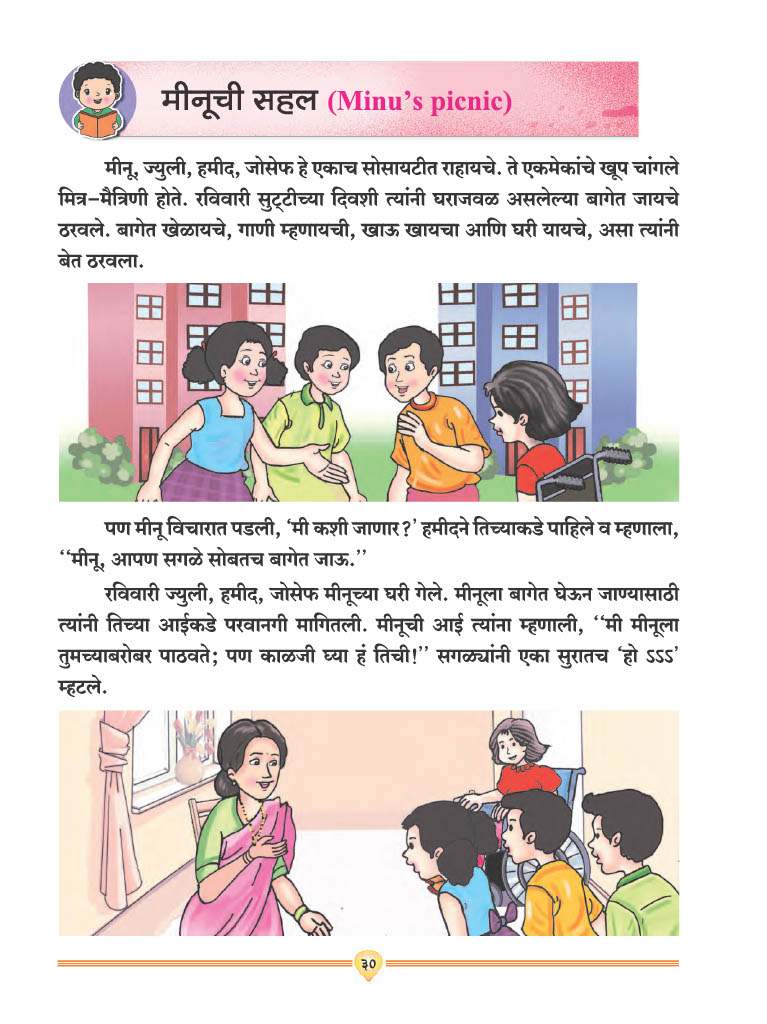 मीनूची सहल (Minu's picnic)
मीनू, ज्युली, हमीद, जोसेफ हे एकाच सोसायटीत राहायचे. ते एकमेकांचे खूप चांगले
मित्र-मैत्रिणी होते. रविवारी सुट्टीच्या दिवशी त्यांनी घराजवळ असलेल्या बागेत जायचे
ठरवले. बागेत खेळायचे, गाणी म्हणायची, खाऊ खायचा आणि घरी यायचे, असा त्यांनी
बेत ठरवला.
पण मीनू विचारात पडली, ‘मी कशी जाणार?’ हमीदने तिच्याकडे पाहिले व म्हणाला,
‘‘मीनू, आपण सगळे सोबतच बागेत जाऊ.’’
रविवारी ज्युली, हमीद, जोसेफ मीनूच्या घरी गेले. मीनूला बागेत घेऊन जाण्यासाठी
त्यांनी तिच्या आईकडे परवानगी मागितली. मीनूची आई त्यांना म्हणाली, ‘‘मी मीनूला
तुमच्याबरोबर पाठवते; पण काळजी घ्या हं तिची!’’ सगळ्यांनी एका सुरातच ‘हो ऽऽऽ’
म्हटले.
३०